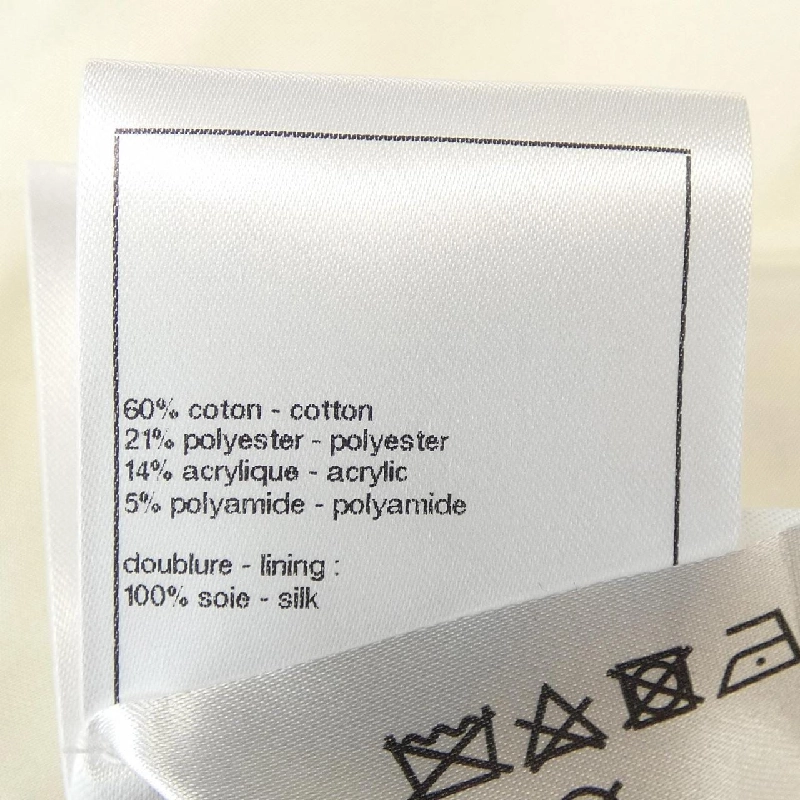 60% coton - cotton
21% polyester - polyester
14% acrylique - acrylic
5% polyamide - polyamide
doublure - lining :
100% soie - silk